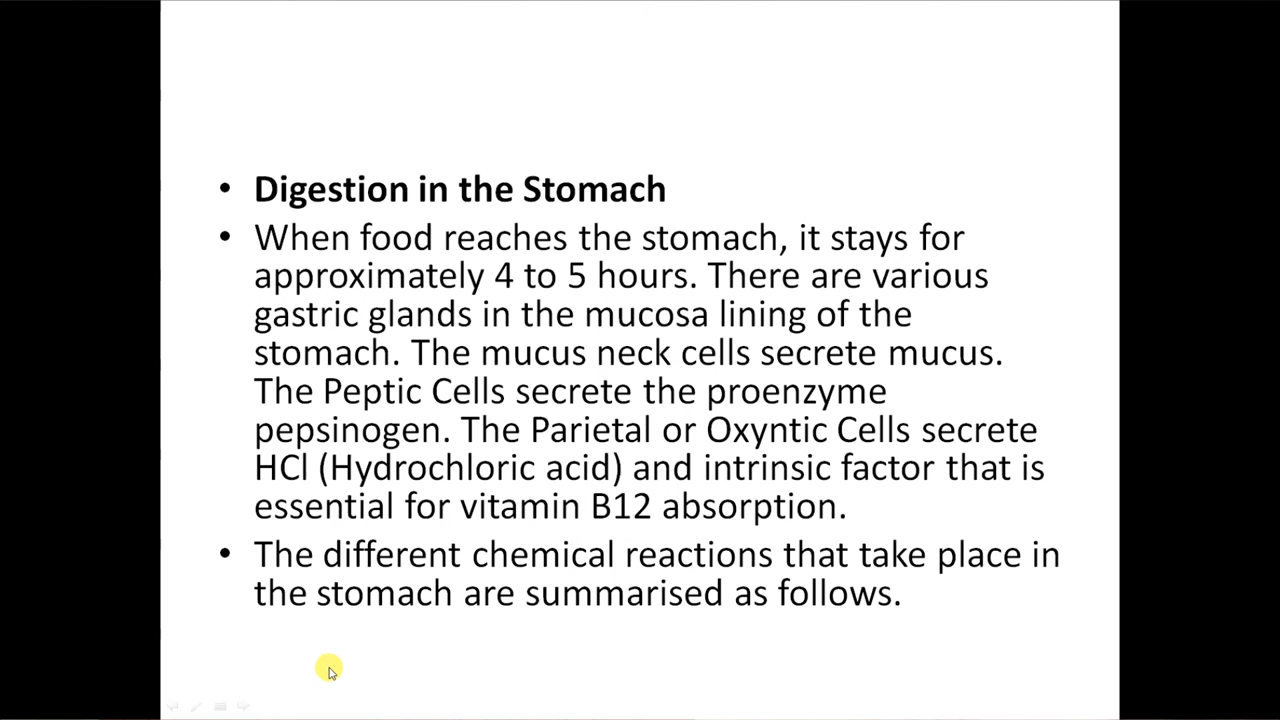 • Digestion in the Stomach
• When food reaches the stomach, it stays for
approximately 4 to 5 hours. There are various
gastric glands in the mucosa lining of the
stomach. The mucus neck cells secrete mucus.
The Peptic Cells secrete the proenzyme
pepsinogen. The Parietal or Oxyntic Cells secrete
HCl (Hydrochloric acid) and intrinsic factor that is
essential for vitamin B12 absorption.
• The different chemical reactions that take place in
the stomach are summarised as follows.